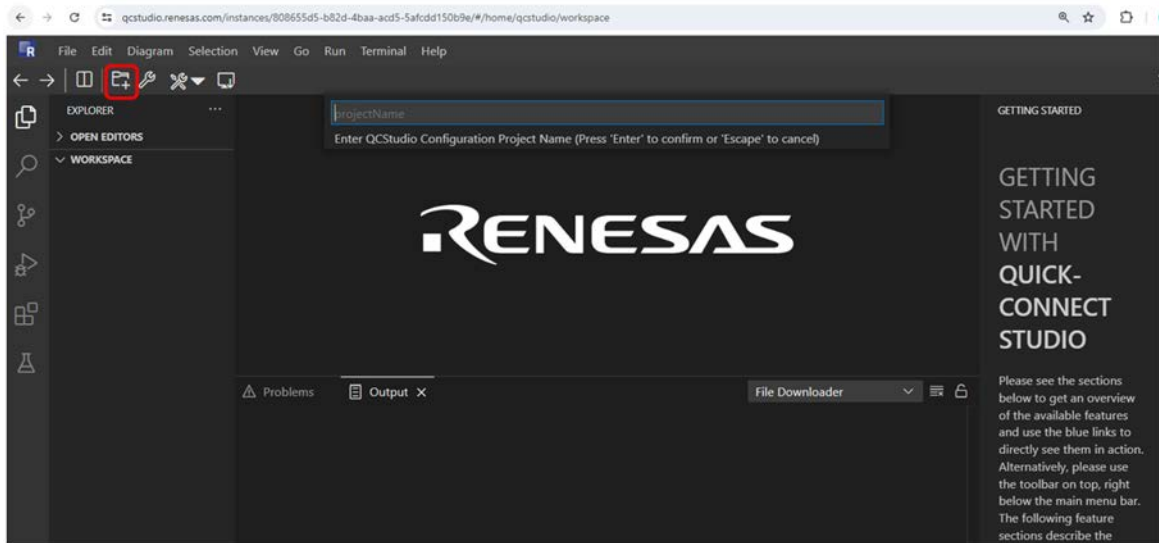 qcstudio.renesas.com/instances/808655d5-b82d-4baa-acd5-5afcdd150b9e/#/home/qcstudio/workspace
R File Edit Diagram Selection View Go Run Terminal Help
EXPLORER ...
OPEN EDITORS
WORKSPACE
projectName
Enter QCStudio Configuration Project Name (Press 'Enter' to confirm or 'Escape' to cancel)
RENESAS
Problems Output File Downloader
GETTING STARTED
GETTING
STARTED
WITH
QUICK-
CONNECT
STUDIO
Please see the sections
below to get an overview
of the available features
and use the blue links to
directly see them in action.
Alternatively, please use
the toolbar on top, right
below the main menu bar.
The following feature
sections describe the